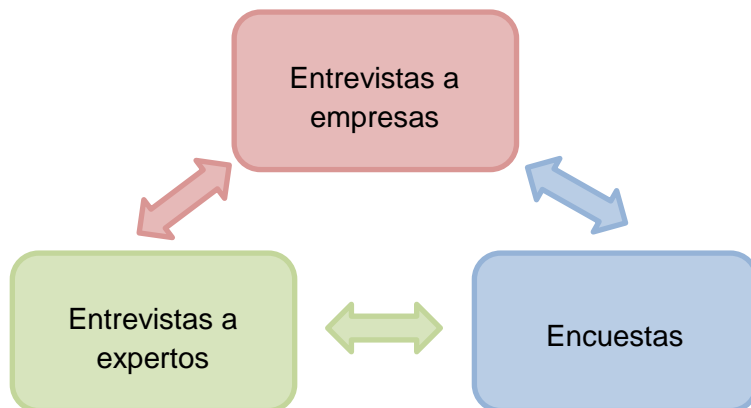 Entrevistas a
empresas
Entrevistas a
expertos
Encuestas